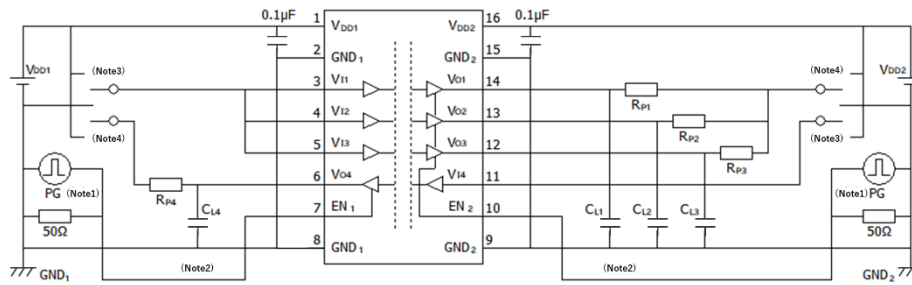 0.1μF 1 16 0.1μF
VDD1 VDD2
2 15
GND1 GND2
VDD1 (Note3) 3 VI1 VO1 14 (Note4) VDD2
RP1
4 VI2 VO2 13
(Note4) RP2 (Note3)
5 VI3 VO3 12
RP3
6 VO4 VI4 11
PG (Note1) RP4 (Note1) PG
CL4 7 EN1 EN2 10 CL1 CL2 CL3
50Ω 50Ω
8 GND1 GND2 9
GND1 (Note2) (Note2) GND2